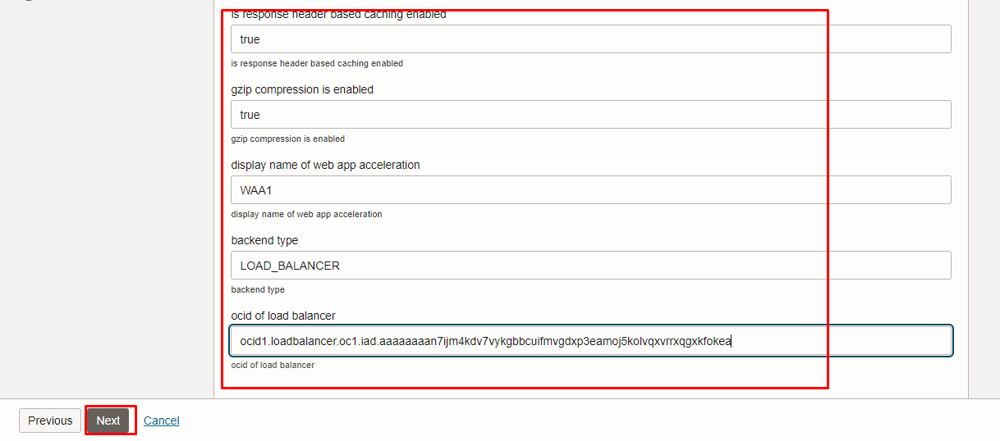 is response header based caching enabled
true
is response header based caching enabled
gzip compression is enabled
true
gzip compression is enabled
display name of web app acceleration
WAA1
display name of web app acceleration
backend type
LOAD_BALANCER
backend type
ocid of load balancer
ocid1.loadbalancer.oc1.iad.aaaaaaaan7ijm4kdv7vykgbbcuifmvgdxp3eamoj5kolvqxvrrxqgxkfokea
ocid of load balancer
Previous Next Cancel